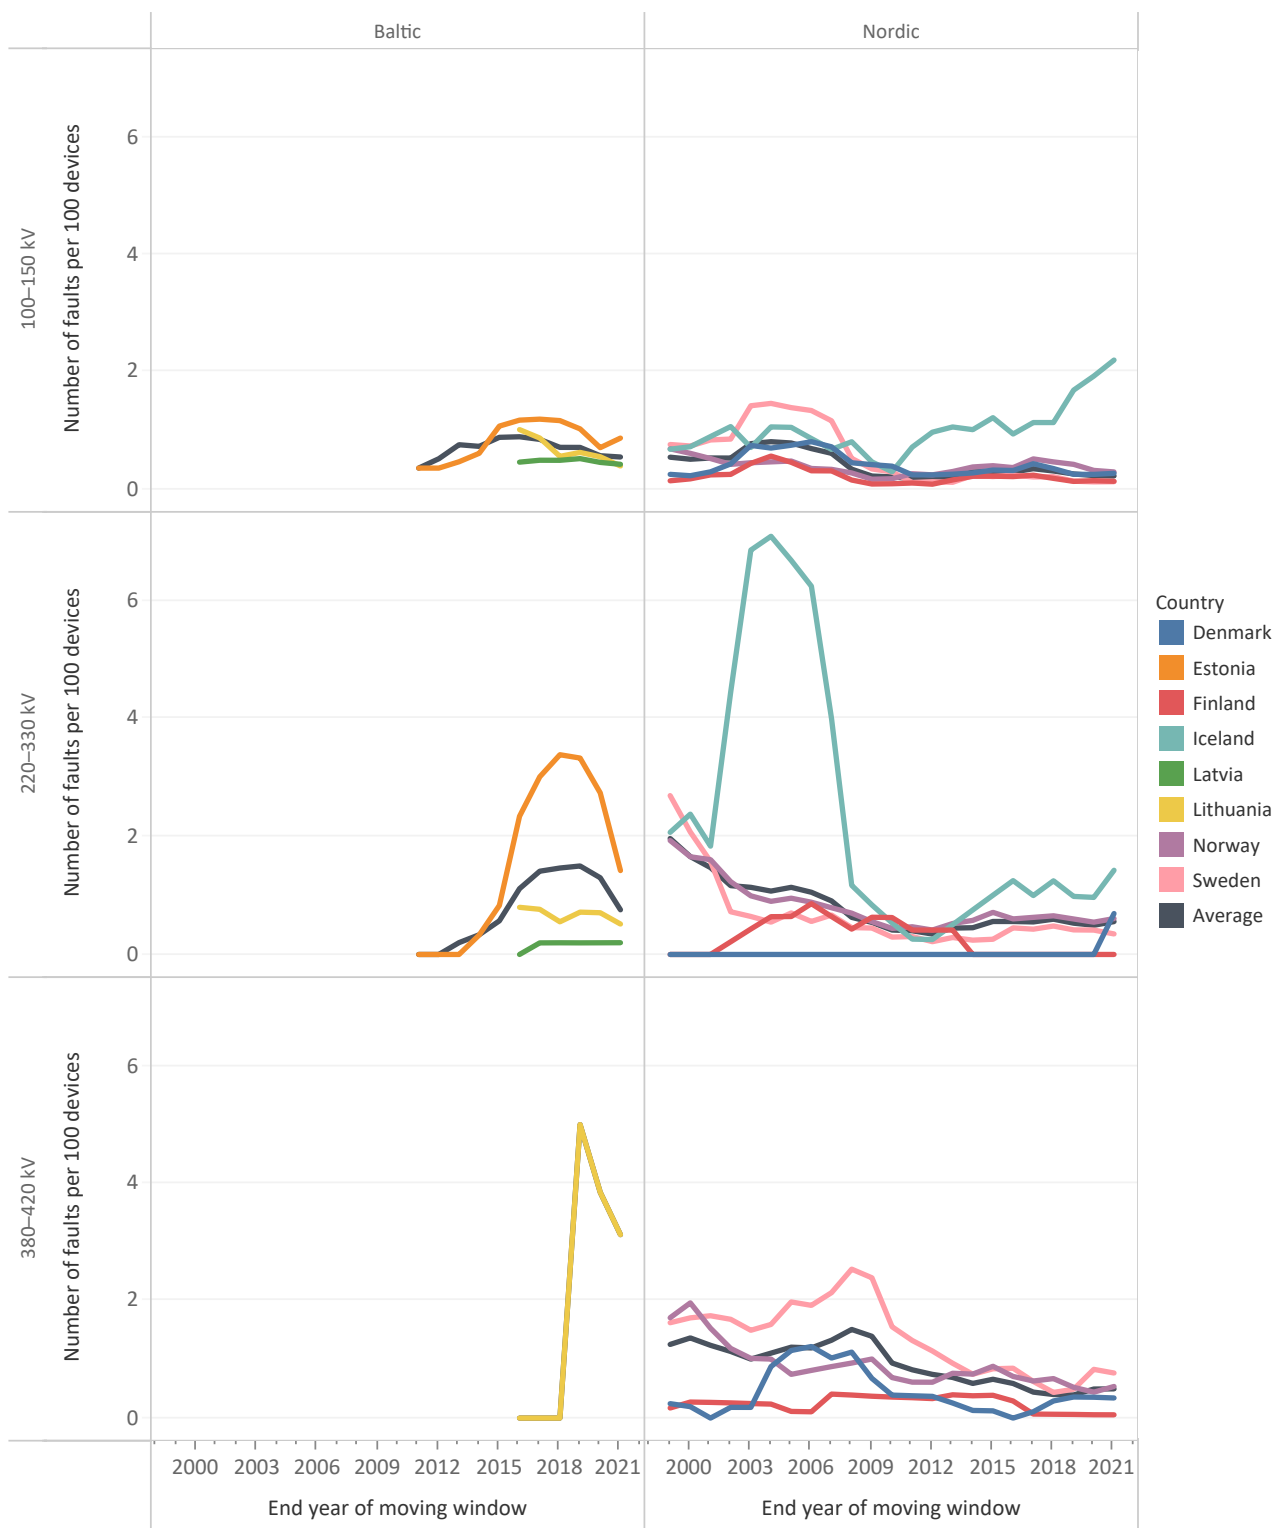 Baltic
Nordic
100–150 kV
Number of faults per 100 devices
6
4
2
0
220–330 kV
Number of faults per 100 devices
6
4
2
0
380–420 kV
Number of faults per 100 devices
6
4
2
0
2000 2003 2006 2009 2012 2015 2018 2021
2000 2003 2006 2009 2012 2015 2018 2021
End year of moving window
End year of moving window
Country
Denmark
Estonia
Finland
Iceland
Latvia
Lithuania
Norway
Sweden
Average